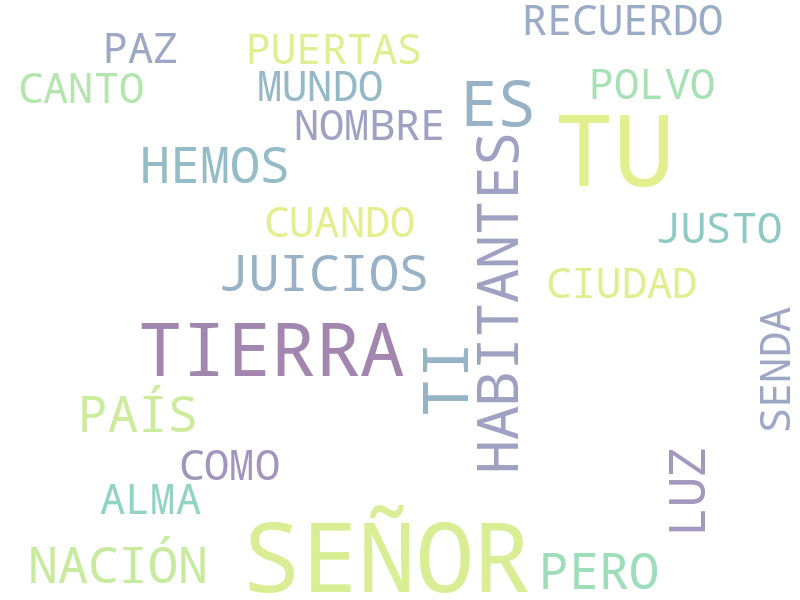 RECUERDO
PAZ
PUERTAS
CANTO
MUNDO
POLVO
ES
NOMBRE
TU
HEMOS
HABITANTES
CUANDO
JUSTO
JUICIOS
CIUDAD
TIERRA
TI
SENDA
PAÍS
COMO
LUZ
ALMA
SEÑOR
NACIÓN
PERO